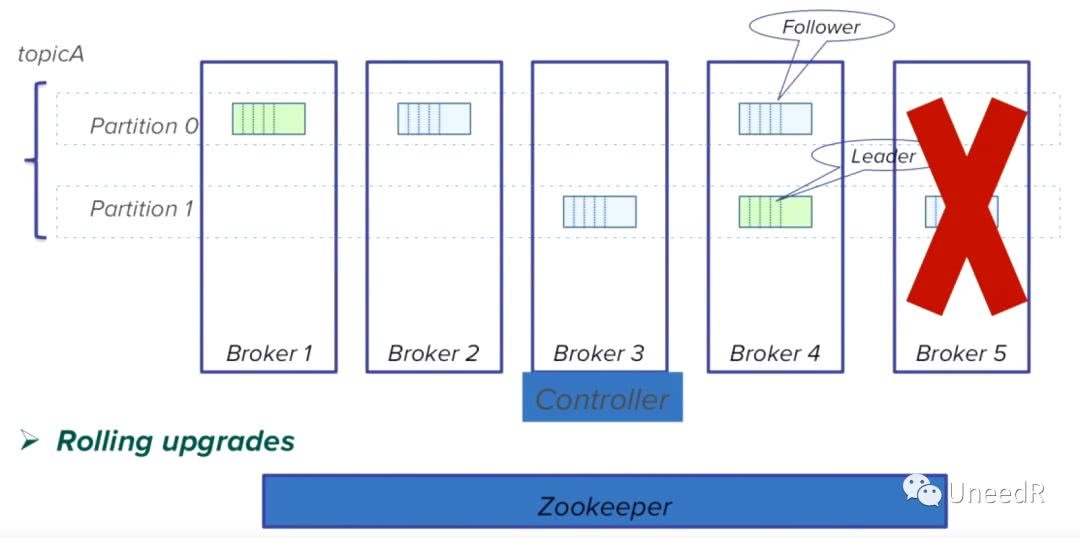 Follower
topicA
Partition 0
Leader
Partition 1
Broker 1
Broker 2
Broker 3
Broker 4
Broker 5
Controller
➢ Rolling upgrades
Zookeeper
UneedR